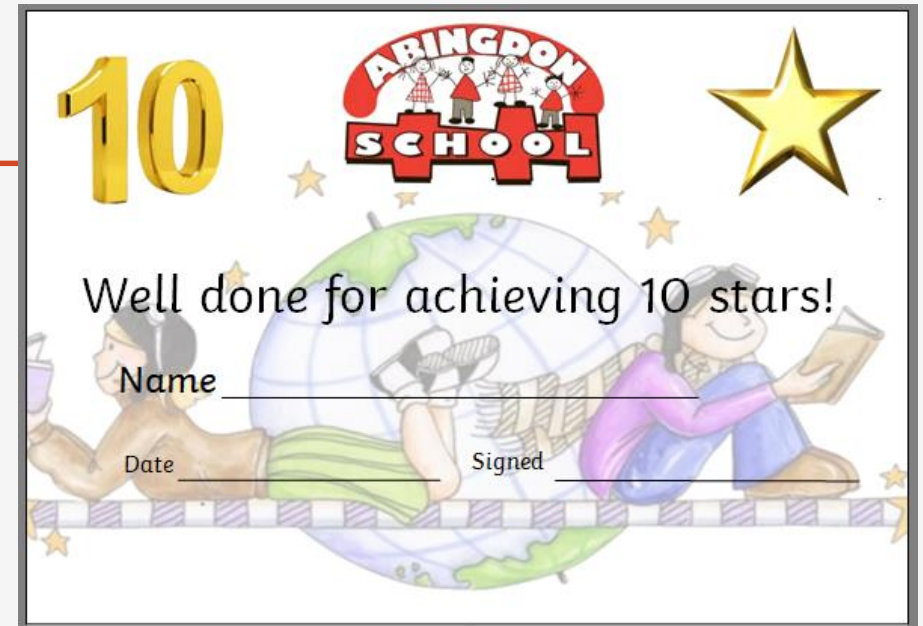 10
ABINGDON
SCHOOL
Well done for achieving 10 stars!
Name
Date Signed